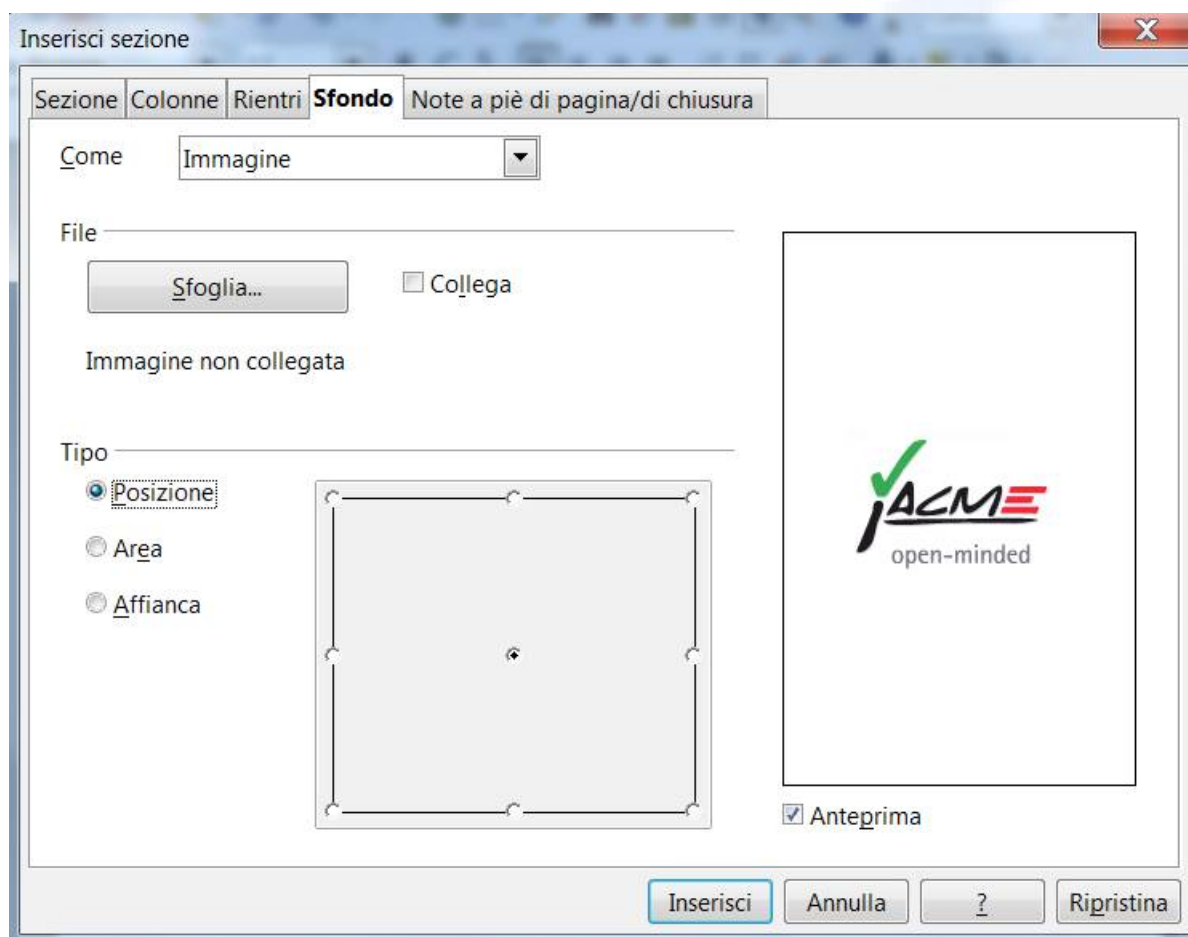 Inserisci sezione
X
Sezione Colonne Rientri Sfondo Note a piè di pagina/di chiusura
Come Immagine
File
Sfoglia... Collega
Immagine non collegata
Tipo
Posizione
Area
Affianca
ACME
open-minded
Anteprima
Inserisci Annulla ? Ripristina